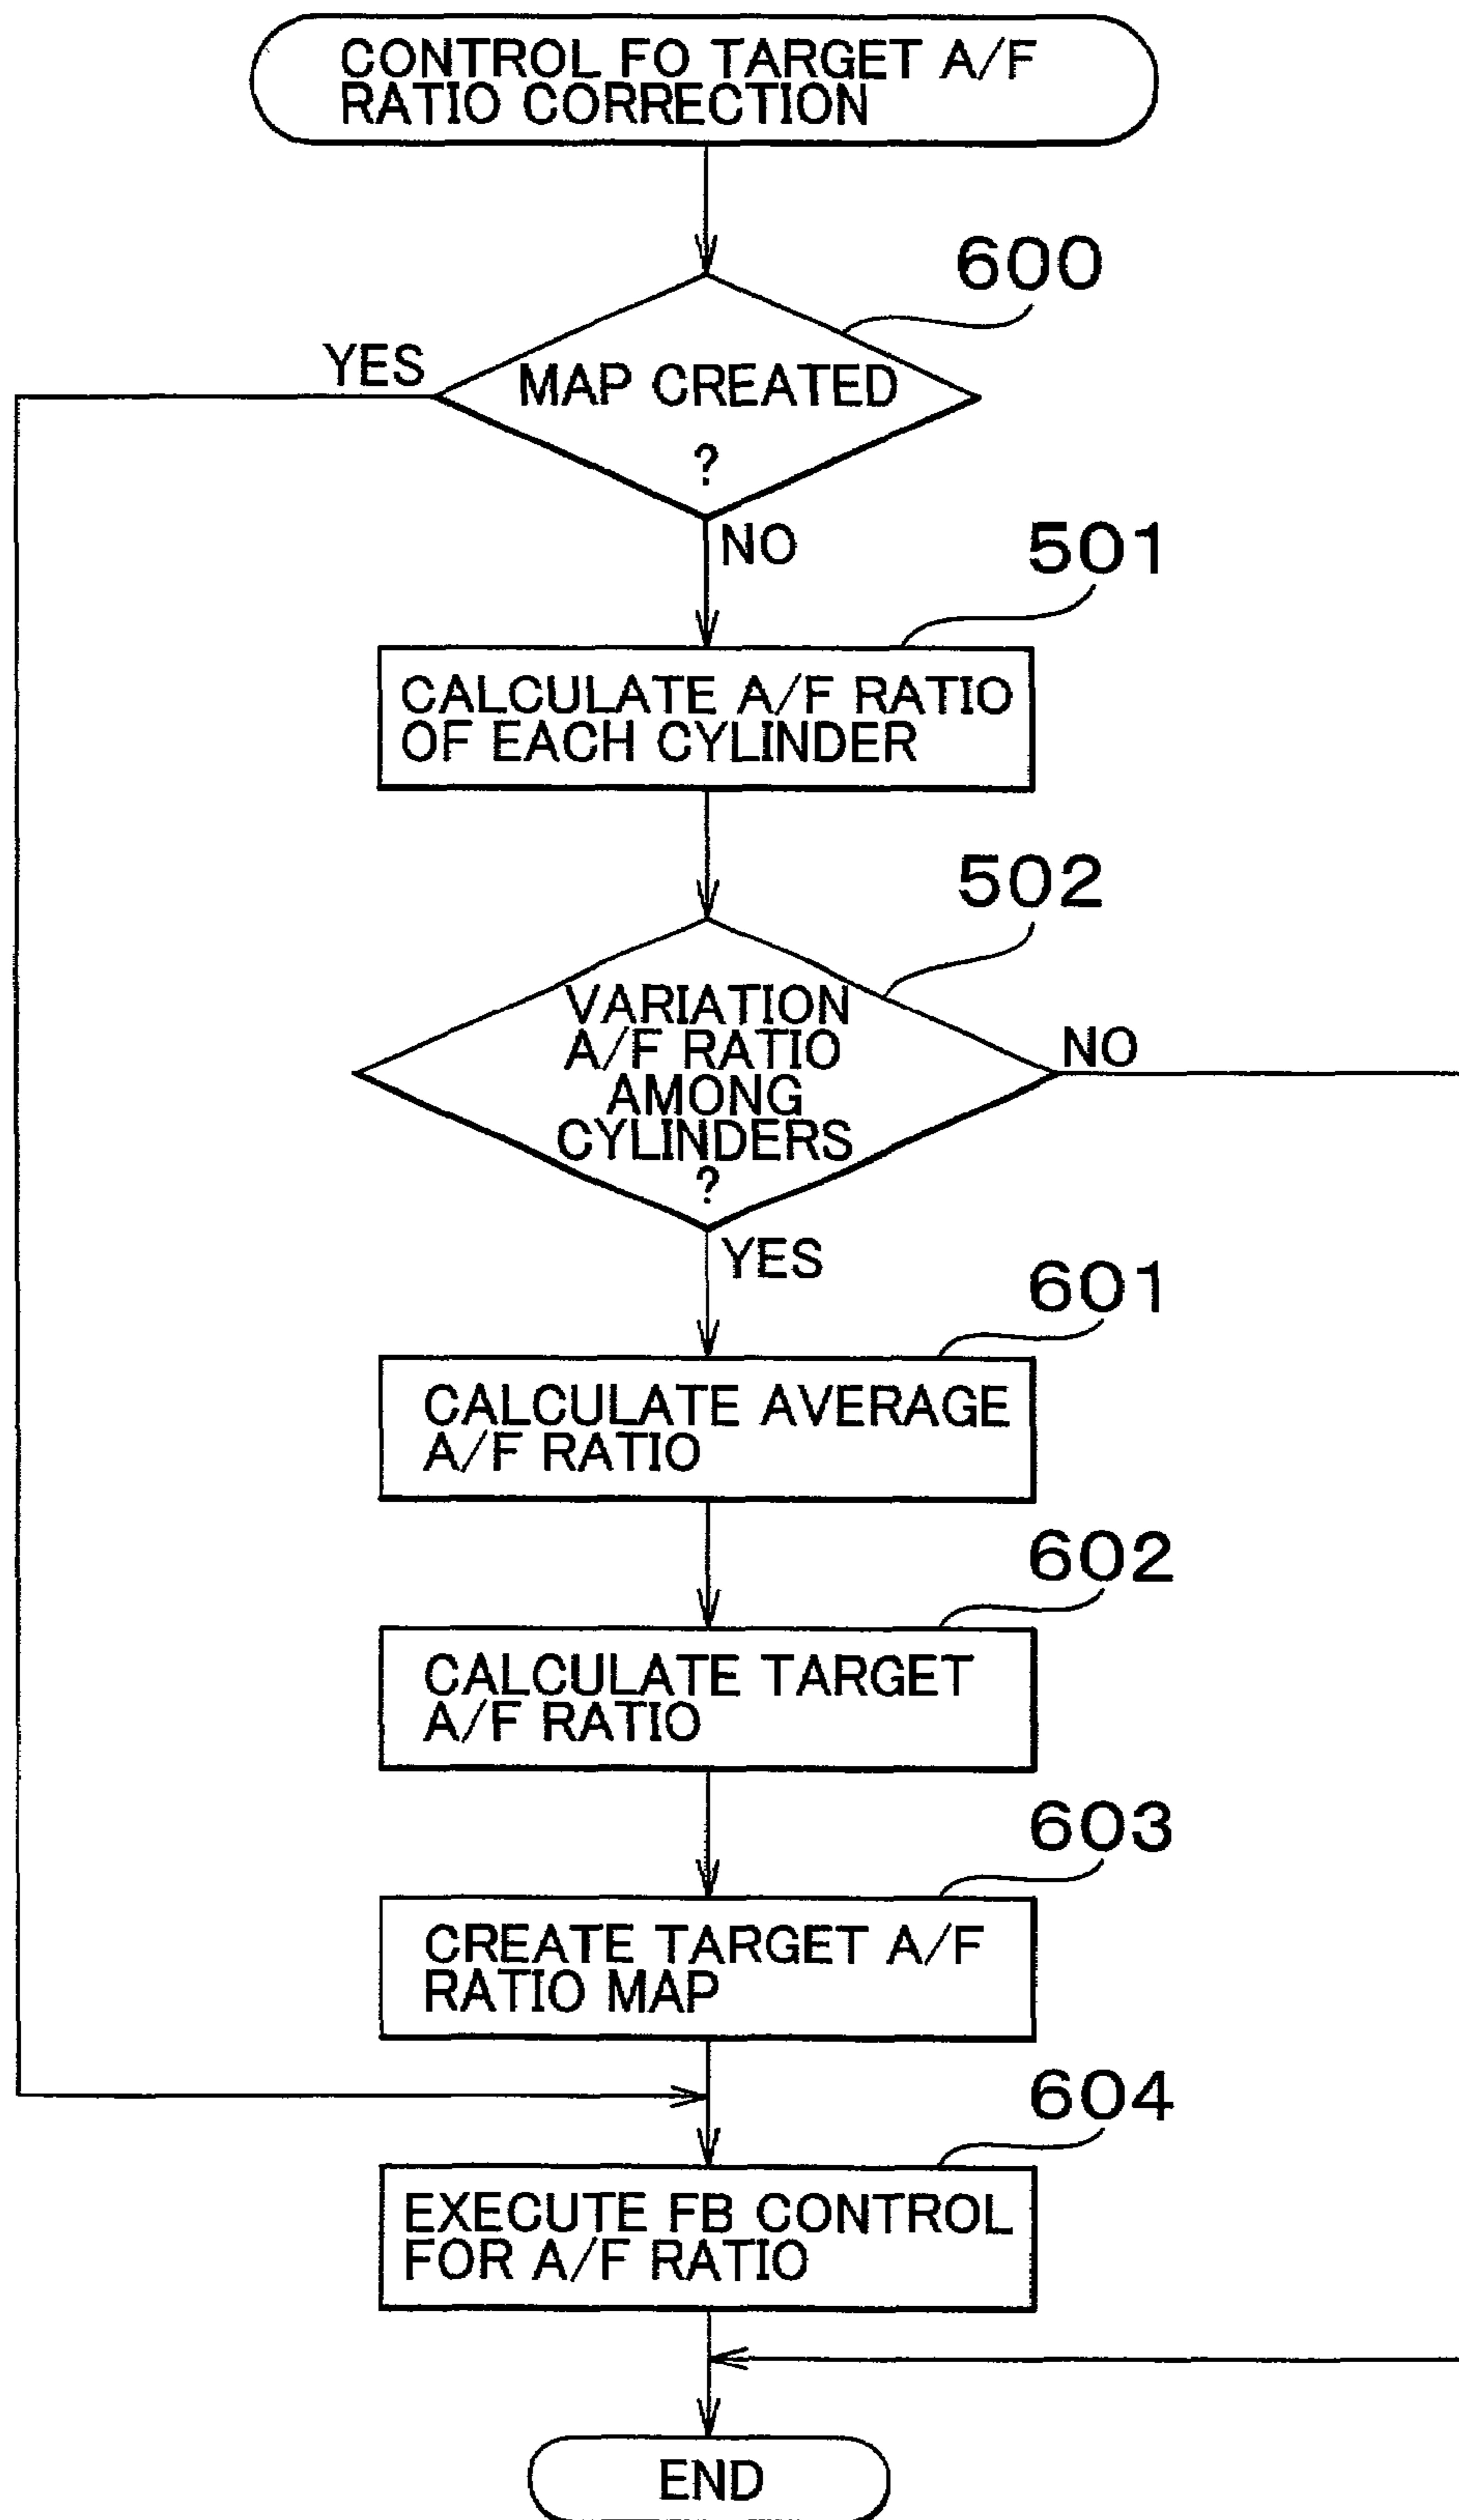 CONTROL FO TARGET A/F
RATIO CORRECTION
600
YES
MAP CREATED
?
NO
501
CALCULATE A/F RATIO
OF EACH CYLINDER
502
VARIATION
A/F RATIO
AMONG
CYLINDERS
?
NO
YES
601
CALCULATE AVERAGE
A/F RATIO
602
CALCULATE TARGET
A/F RATIO
603
CREATE TARGET A/F
RATIO MAP
604
EXECUTE FB CONTROL
FOR A/F RATIO
END